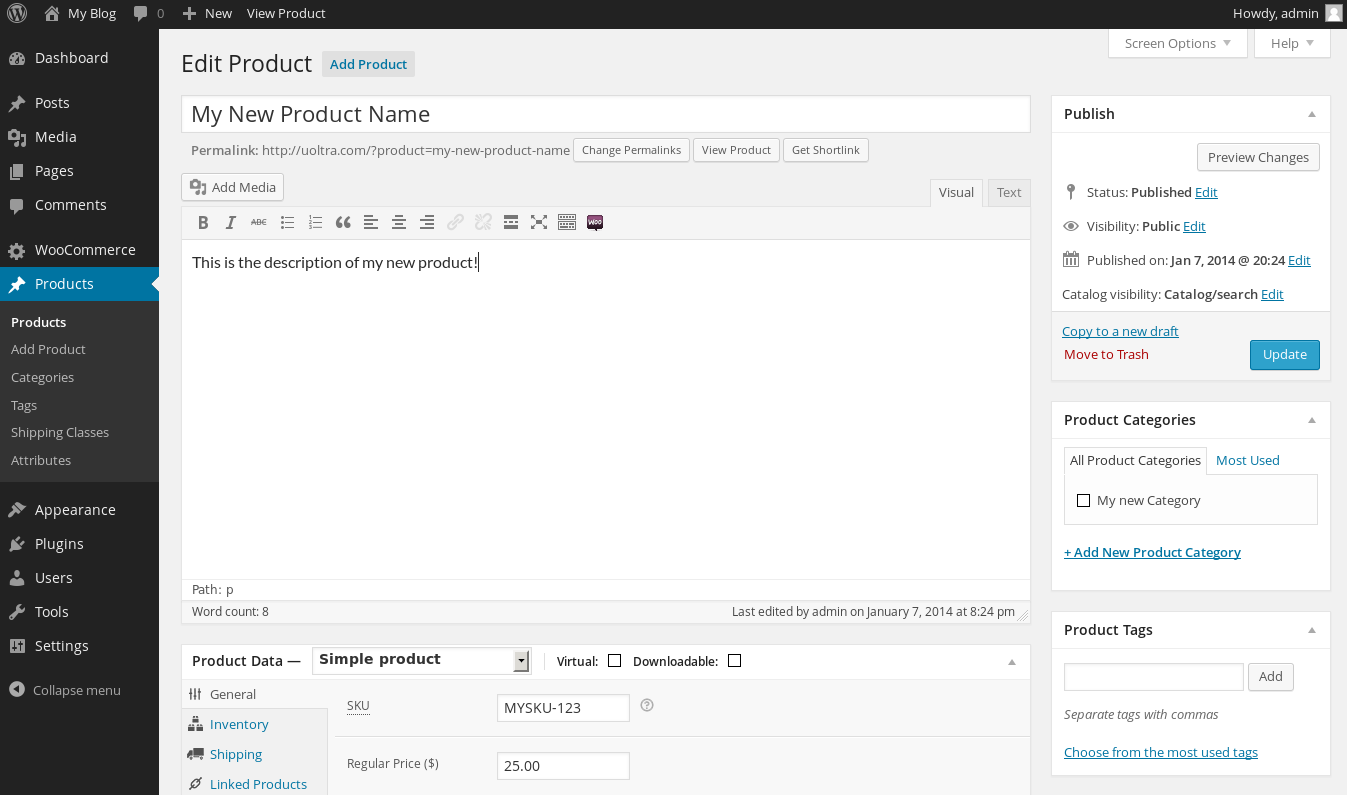 My Blog 0 New View Product Howdy, admin
Screen Options Help
Dashboard
Posts
Media
Pages
Comments
WooCommerce
Products
Products
Add Product
Categories
Tags
Shipping Classes
Attributes
Appearance
Plugins
Users
Tools
Settings
Collapse menu
Edit Product Add Product
My New Product Name
Permalink: http://uoltra.com/?product=my-new-product-name Change Permalinks View Product Get Shortlink
Add Media Visual Text
B I ABC WOO
This is the description of my new product!
Path: p
Word count: 8 Last edited by admin on January 7, 2014 at 8:24 pm
Product Data — Simple product Virtual: Downloadable:
General
Inventory
Shipping
Linked Products
SKU MYSKU-123 ?
Regular Price ($) 25.00
Publish
Preview Changes
Status: Published Edit
Visibility: Public Edit
Published on: Jan 7, 2014 @ 20:24 Edit
Catalog visibility: Catalog/search Edit
Copy to a new draft
Move to Trash Update
Product Categories
All Product Categories Most Used
My new Category
+ Add New Product Category
Product Tags
Add
Separate tags with commas
Choose from the most used tags